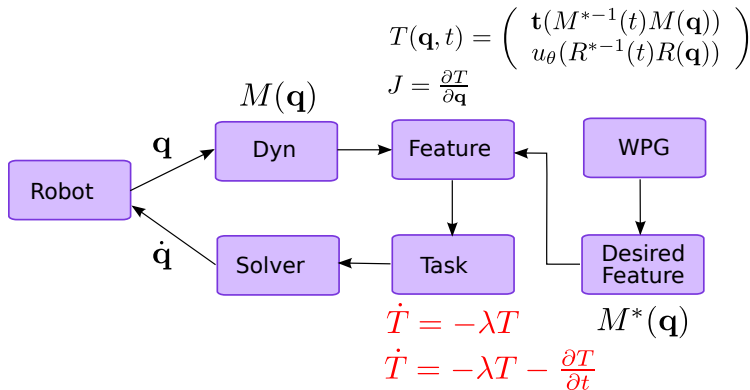 T(𝐪, t) = ( 𝐭(M*⁻¹(t)M(𝐪))
u_θ(R*⁻¹(t)R(𝐪)) )
J = ∂T/∂𝐪
M(𝐪)
𝐪
Dyn
Feature
WPG
Robot
𝐪̇
Solver
Task
Desired
Feature
M*(𝐪)
Ṫ = −λT
Ṫ = −λT − ∂T/∂t